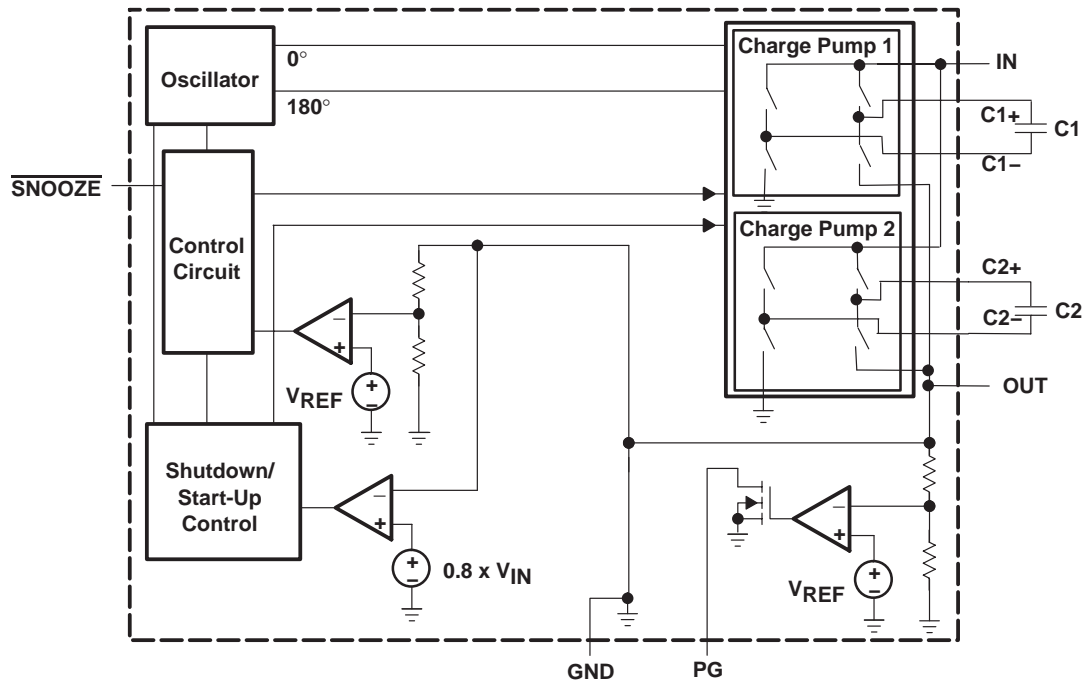 Oscillator
0°
180°
Charge Pump 1
IN
C1+
C1
C1–
SNOOZE
Control
Circuit
Charge Pump 2
C2+
C2
C2–
–
+
+
–
VREF
OUT
Shutdown/
Start-Up
Control
–
+
+
–
0.8 x VIN
–
+
+
–
VREF
GND
PG